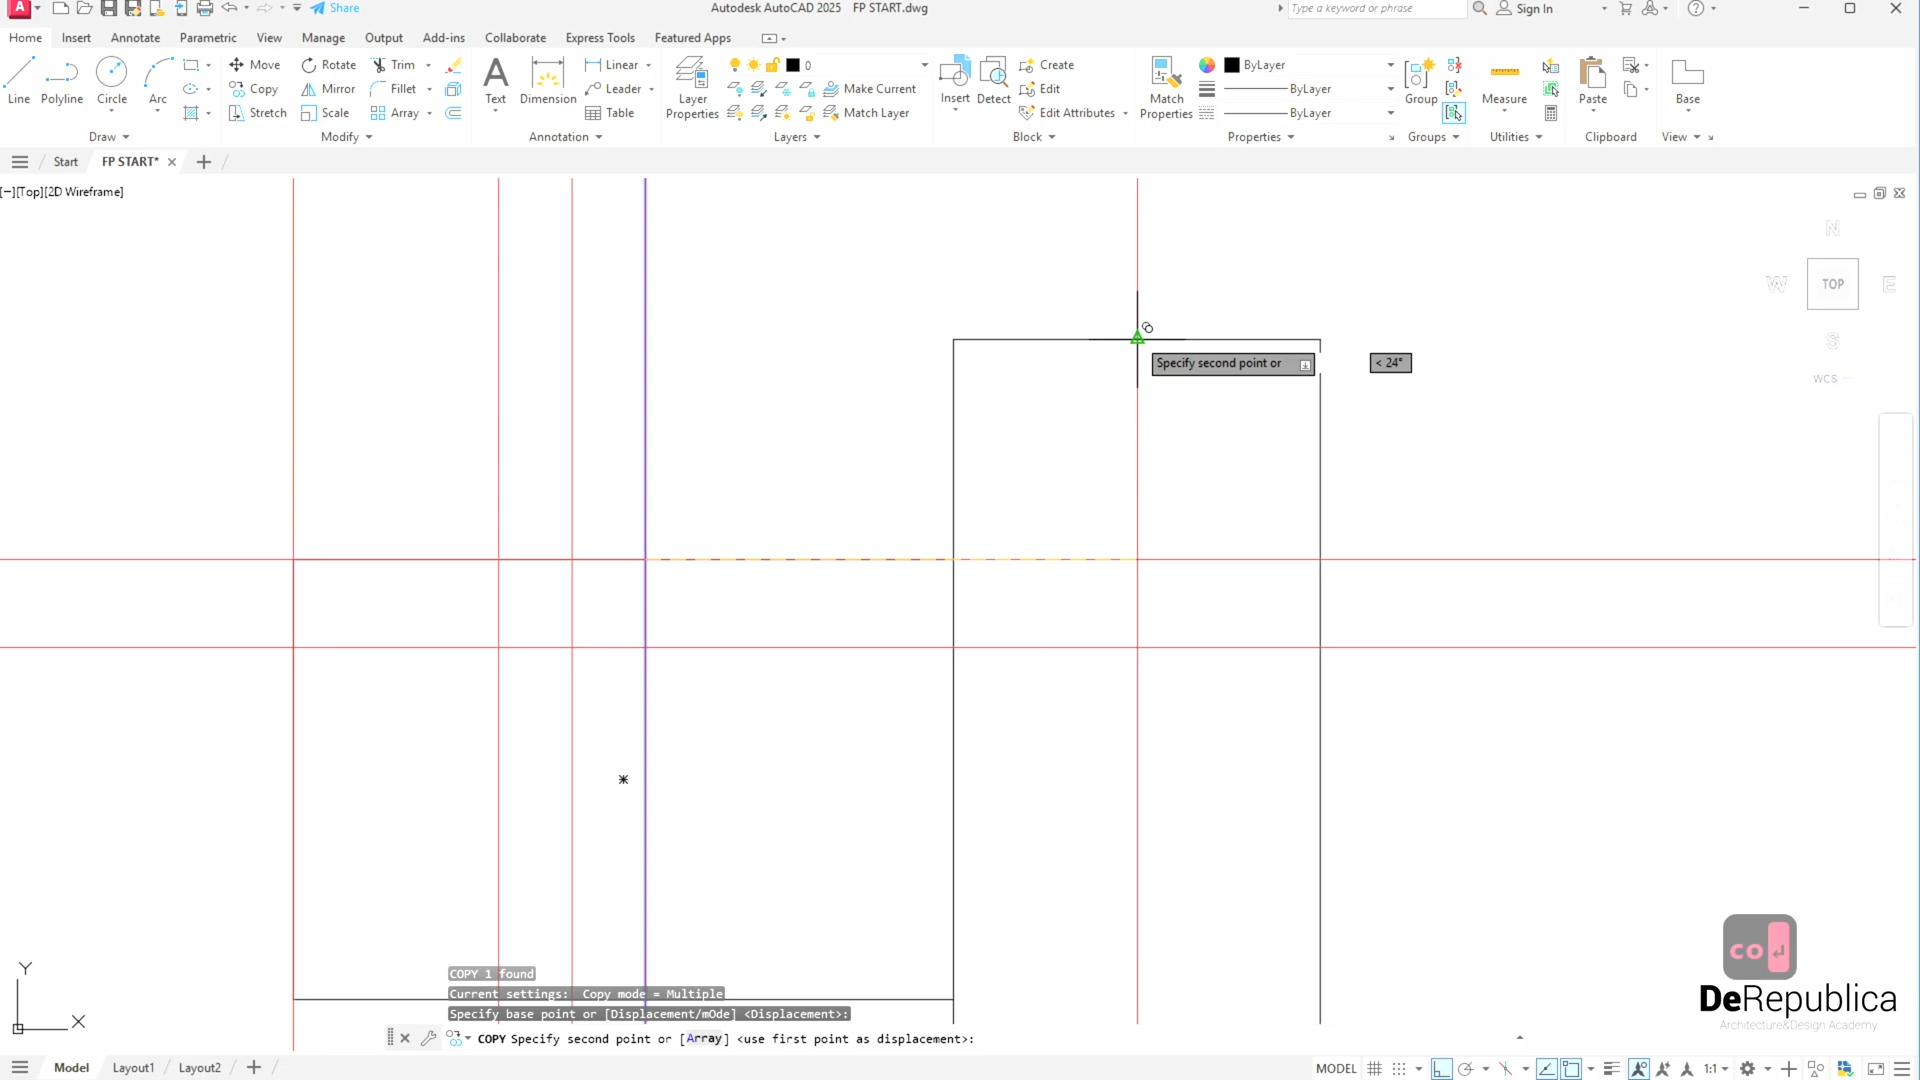 Share
Autodesk AutoCAD 2025 FP START.dwg
Type a keyword or phrase
Sign In
Home Insert Annotate Parametric View Manage Output Add-ins Collaborate Express Tools Featured Apps
Line
Polyline
Circle
Arc
Draw
Move
Rotate
Trim
Copy
Mirror
Fillet
Stretch
Scale
Array
Modify
Text
Dimension
Linear
Leader
Table
Annotation
Layer
Properties
0
Make Current
Match Layer
Layers
Insert
Detect
Create
Edit
Edit Attributes
Block
Match
Properties
ByLayer
ByLayer
ByLayer
Properties
Group
Groups
Measure
Utilities
Paste
Clipboard
Base
View
Start
FP START*
[−][Top][2D Wireframe]
N
W
TOP
E
S
WCS
Specify second point or
< 24°
COPY 1 found
Current settings: Copy mode = Multiple
Specify base point or [Displacement/mOde] <Displacement>:
COPY Specify second point or [Array] <use first point as displacement>:
Y
X
co
DeRepublica
Architecture&Design Academy
Model
Layout1
Layout2
MODEL
1:1